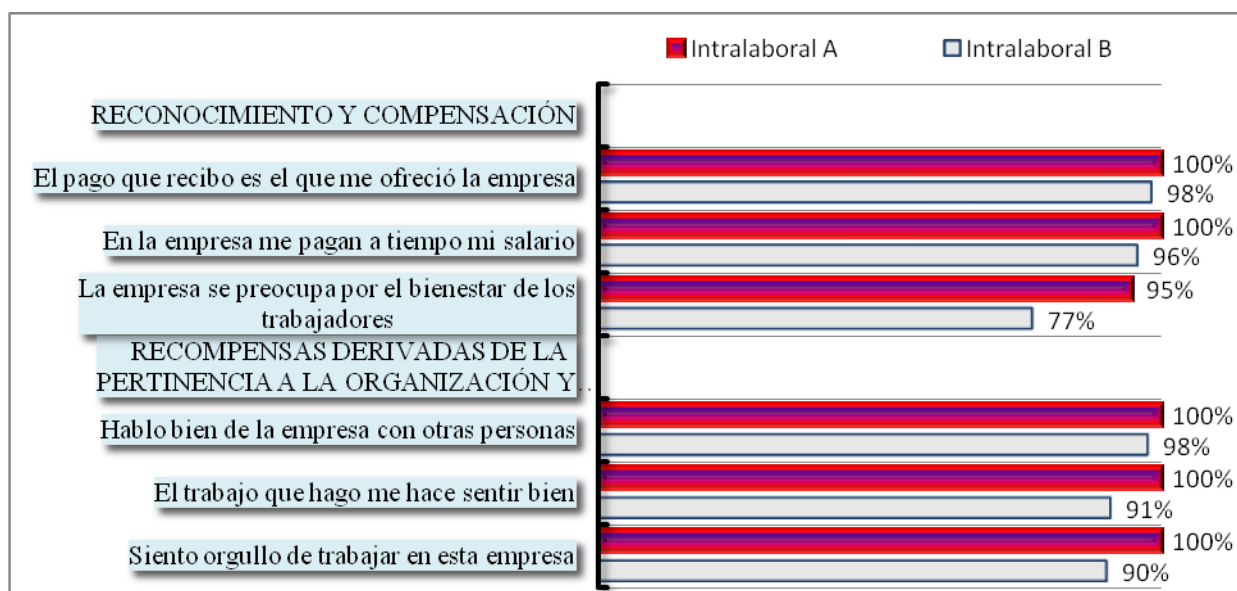 Intralaboral A Intralaboral B
RECONOCIMIENTO Y COMPENSACIÓN
El pago que recibo es el que me ofreció la empresa
100%
98%
En la empresa me pagan a tiempo mi salario
100%
96%
La empresa se preocupa por el bienestar de los
trabajadores
95%
77%
RECOMPENSAS DERIVADAS DE LA
PERTINENCIA A LA ORGANIZACIÓN Y...
Hablo bien de la empresa con otras personas
100%
98%
El trabajo que hago me hace sentir bien
100%
91%
Siento orgullo de trabajar en esta empresa
100%
90%